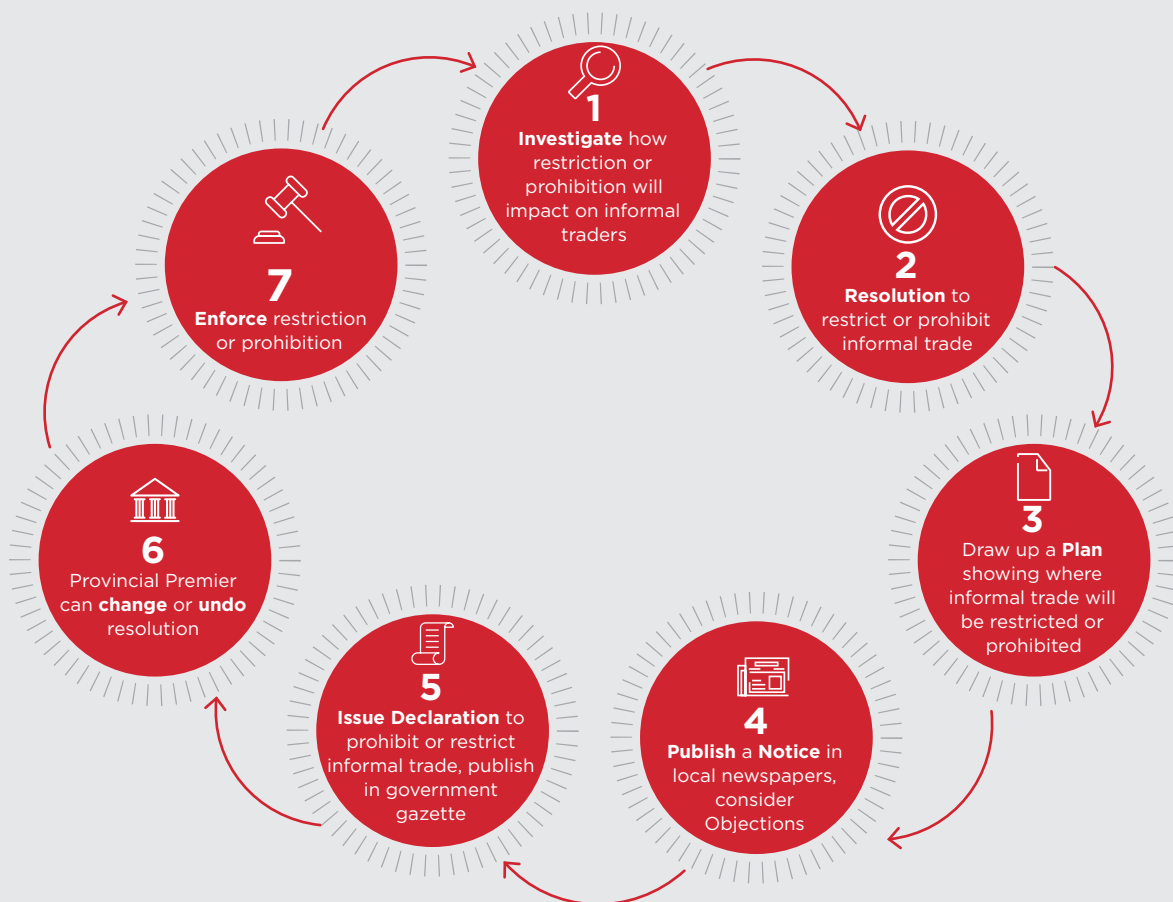 1
Investigate how
restriction or
prohibition will
impact on informal
traders
2
Resolution to
restrict or prohibit
informal trade
3
Draw up a Plan
showing where
informal trade will
be restricted or
prohibited
4
Publish a Notice in
local newspapers,
consider
Objections
5
Issue Declaration to
prohibit or restrict
informal trade, publish
in government
gazette
6
Provincial Premier
can change or undo
resolution
7
Enforce restriction
or prohibition